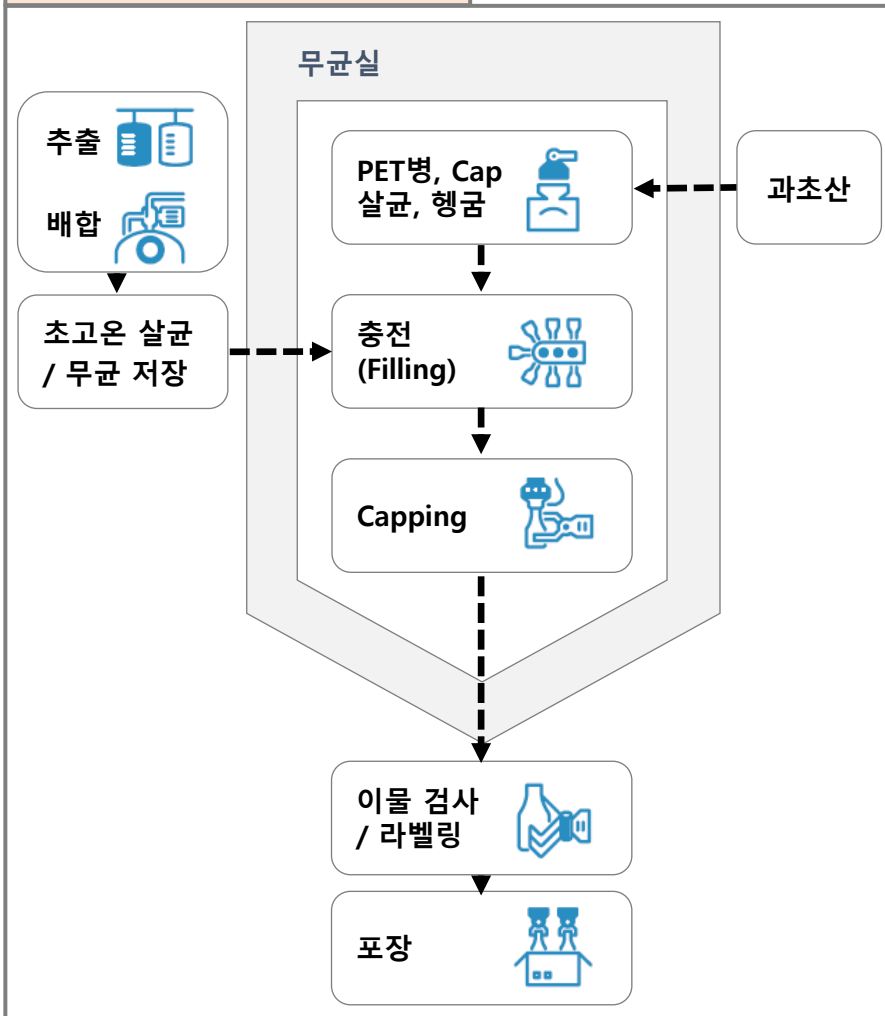 무균실
추출
배합
초고온 살균
/ 무균 저장
PET병, Cap
살균, 헹굼
과초산
충전
(Filling)
Capping
이물 검사
/ 라벨링
포장